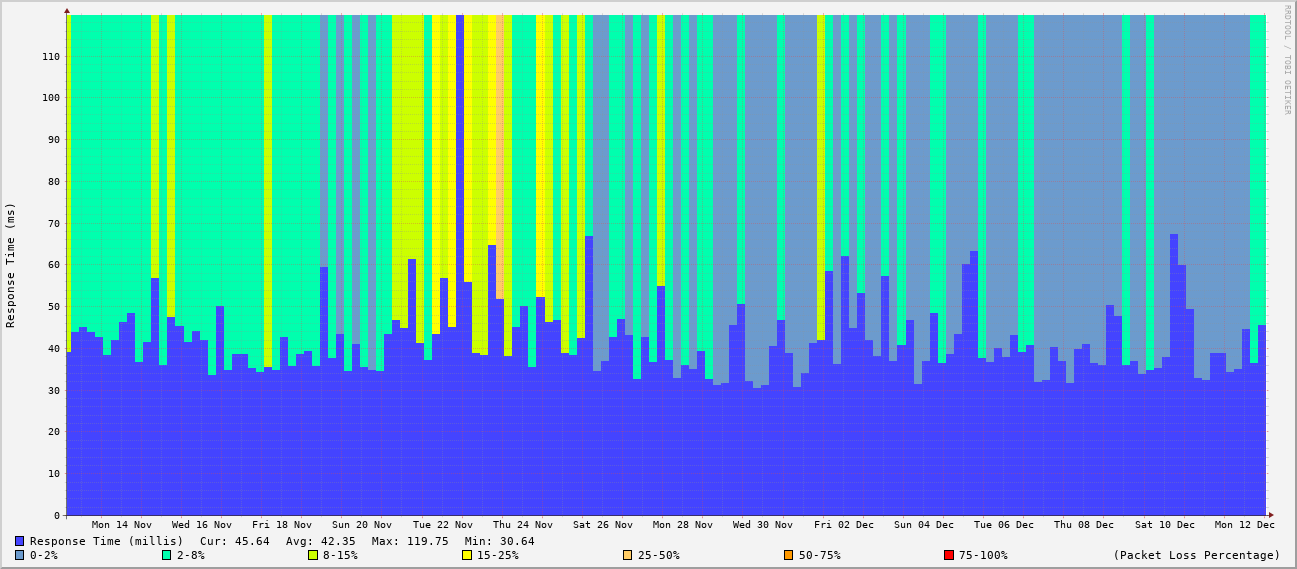 RRDTOOL / TOBI OETIKER
Response Time (ms)
110
100
90
80
70
60
50
40
30
20
10
0
Mon 14 Nov Wed 16 Nov Fri 18 Nov Sun 20 Nov Tue 22 Nov Thu 24 Nov Sat 26 Nov Mon 28 Nov Wed 30 Nov Fri 02 Dec Sun 04 Dec Tue 06 Dec Thu 08 Dec Sat 10 Dec Mon 12 Dec
Response Time (millis) Cur: 45.64 Avg: 42.35 Max: 119.75 Min: 30.64
0-2% 2-8% 8-15% 15-25% 25-50% 50-75% 75-100% (Packet Loss Percentage)